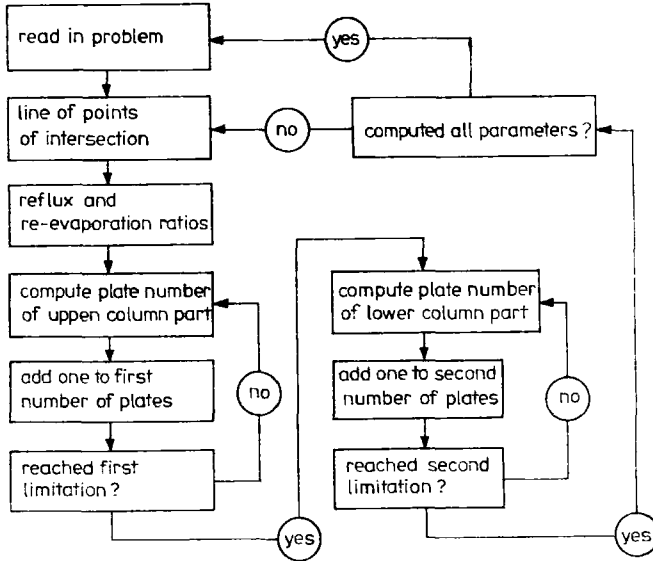 read in problem
yes
line of points
of intersection
no
computed all parameters ?
reflux and
re-evaporation ratios
compute plate number
of uppen column part
add one to first
number of plates
no
reached first
limitation ?
yes
compute plate number
of lower column part
add one to second
number of plates
no
reached second
limitation ?
yes